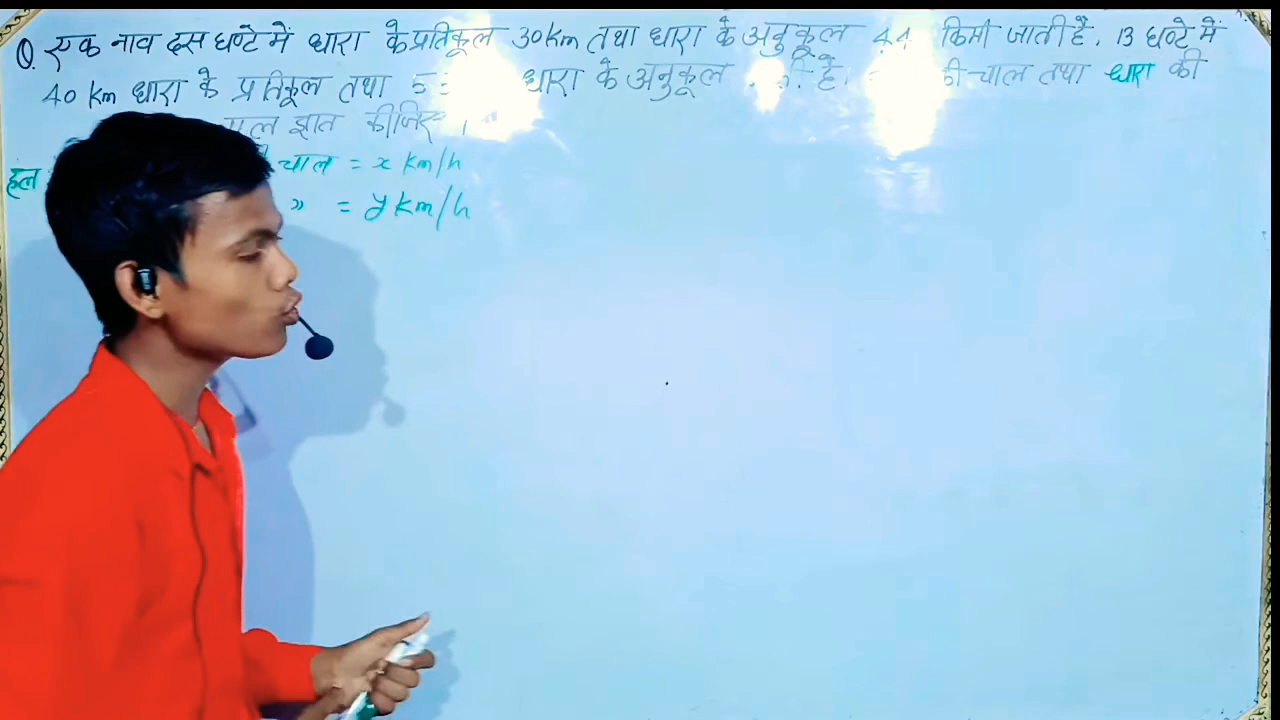 Q. एक नाव दस घण्टे में धारा के प्रतिकूल 30 km तथा धारा के अनुकूल 44 किमी जाती है, 13 घण्टे में
40 km धारा के प्रतिकूल तथा 5 धारा के अनुकूल है। की चाल तथा धारा की
ज्ञात कीजिए।
हल चाल = x km/h
" = y km/h